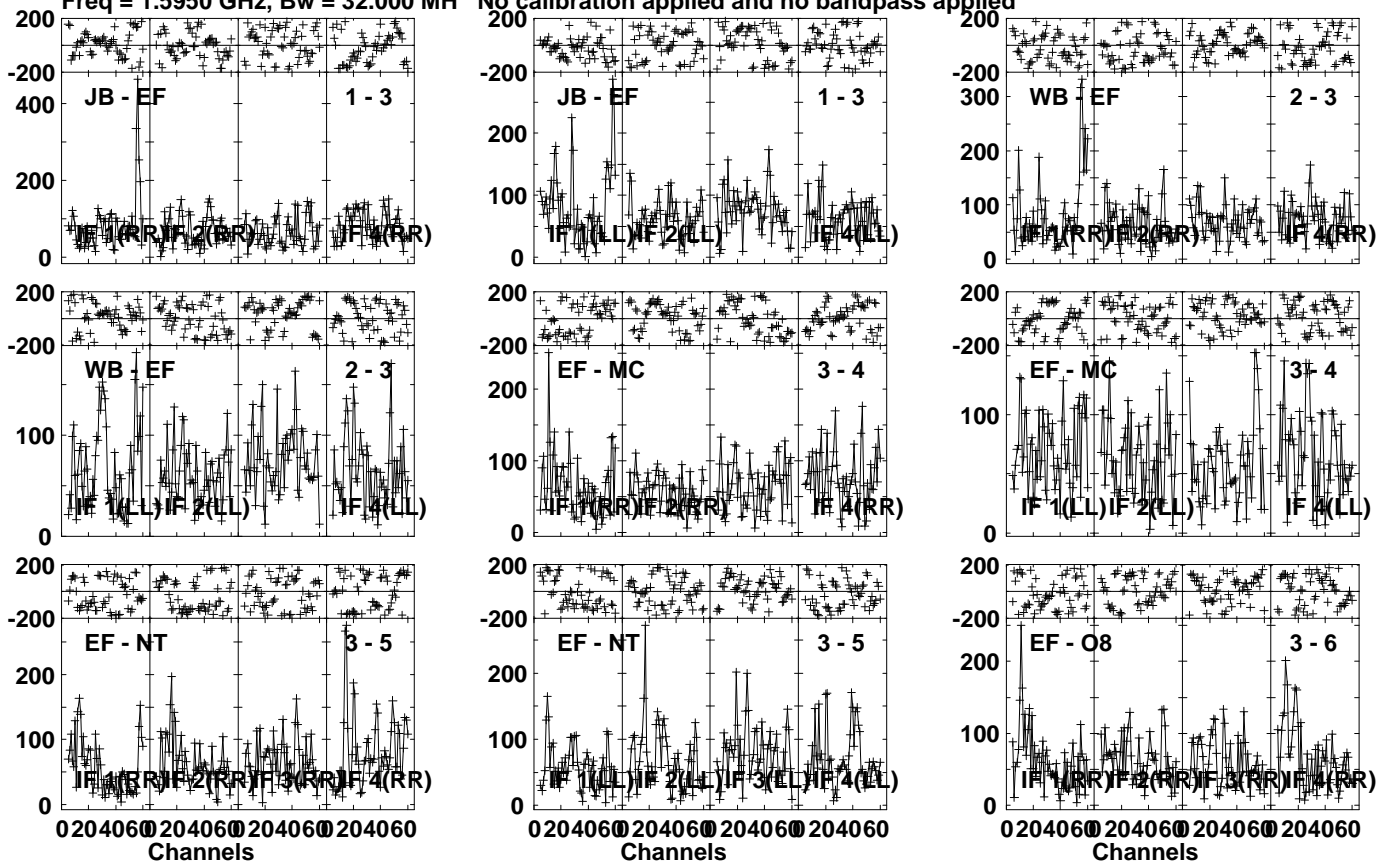 Freq = 1.5950 GHz, Bw = 32.000 MH No calibration applied and no bandpass applied
200 200 200
-200 -200 -200
JB - EF 1 - 3 JB - EF 1 - 3 WB - EF 2 - 3
400 200 0
200 100 0
300 200 100 0
IF 1(RR) IF 2(RR) IF 4(RR) IF 1(LL) IF 2(LL) IF 4(LL) IF 1(RR) IF 2(RR) IF 4(RR)
200 200 200
-200 -200 -200
WB - EF 2 - 3 EF - MC 3 - 4 EF - MC 3 - 4
100 0
200 100 0
100 0
IF 1(LL) IF 2(LL) IF 4(LL) IF 1(RR) IF 2(RR) IF 4(RR) IF 1(LL) IF 2(LL) IF 4(LL)
200 200 200
-200 -200 -200
EF - NT 3 - 5 EF - NT 3 - 5 EF - O8 3 - 6
200 100 0
200 100 0
200 100 0
IF 1(RR) IF 2(RR) IF 3(RR) IF 4(RR) IF 1(LL) IF 2(LL) IF 3(LL) IF 4(LL) IF 1(RR) IF 2(RR) IF 3(RR) IF 4(RR)
0 20 40 60 0 20 40 60 0 20 40 60 0 20 40 60 0 20 40 60 0 20 40 60 0 20 40 60 0 20 40 60 0 20 40 60 0 20 40 60 0 20 40 60 0 20 40 60
Channels Channels Channels